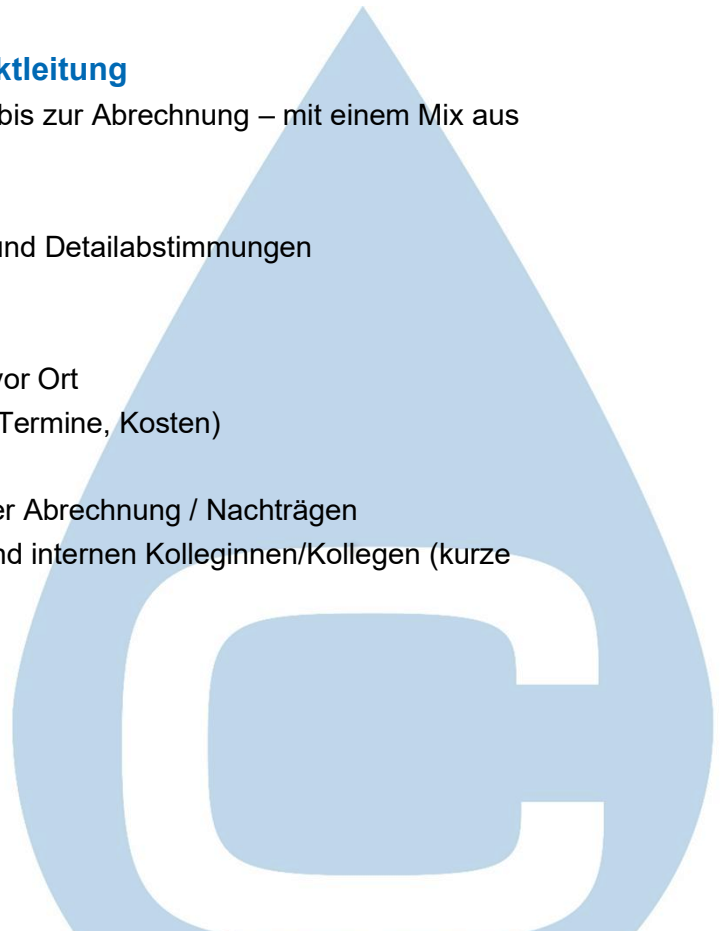 ktleitung
bis zur Abrechnung – mit einem Mix aus
und Detailabstimmungen
vor Ort
Termine, Kosten)
er Abrechnung / Nachträgen
nd internen Kolleginnen/Kollegen (kurze
C